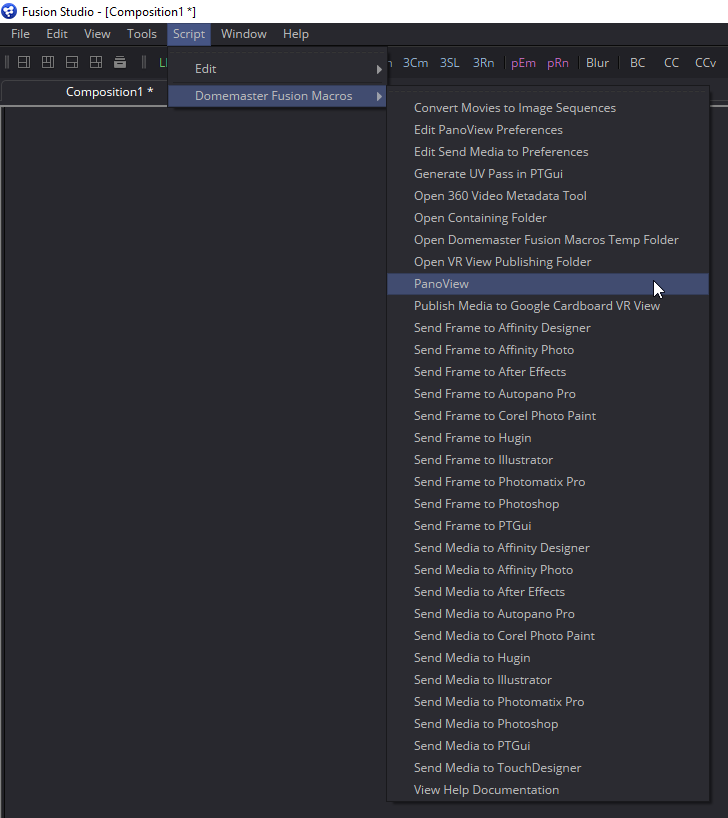 Fusion Studio - [Composition1 *]
File Edit View Tools Script Window Help
3Cm 3SL 3Rn pEm pRn Blur BC CC CCv
Edit
Composition1 *
Domemaster Fusion Macros
Convert Movies to Image Sequences
Edit PanoView Preferences
Edit Send Media to Preferences
Generate UV Pass in PTGui
Open 360 Video Metadata Tool
Open Containing Folder
Open Domemaster Fusion Macros Temp Folder
Open VR View Publishing Folder
PanoView
Publish Media to Google Cardboard VR View
Send Frame to Affinity Designer
Send Frame to Affinity Photo
Send Frame to After Effects
Send Frame to Autopano Pro
Send Frame to Corel Photo Paint
Send Frame to Hugin
Send Frame to Illustrator
Send Frame to Photomatix Pro
Send Frame to Photoshop
Send Frame to PTGui
Send Media to Affinity Designer
Send Media to Affinity Photo
Send Media to After Effects
Send Media to Autopano Pro
Send Media to Corel Photo Paint
Send Media to Hugin
Send Media to Illustrator
Send Media to Photomatix Pro
Send Media to Photoshop
Send Media to PTGui
Send Media to TouchDesigner
View Help Documentation